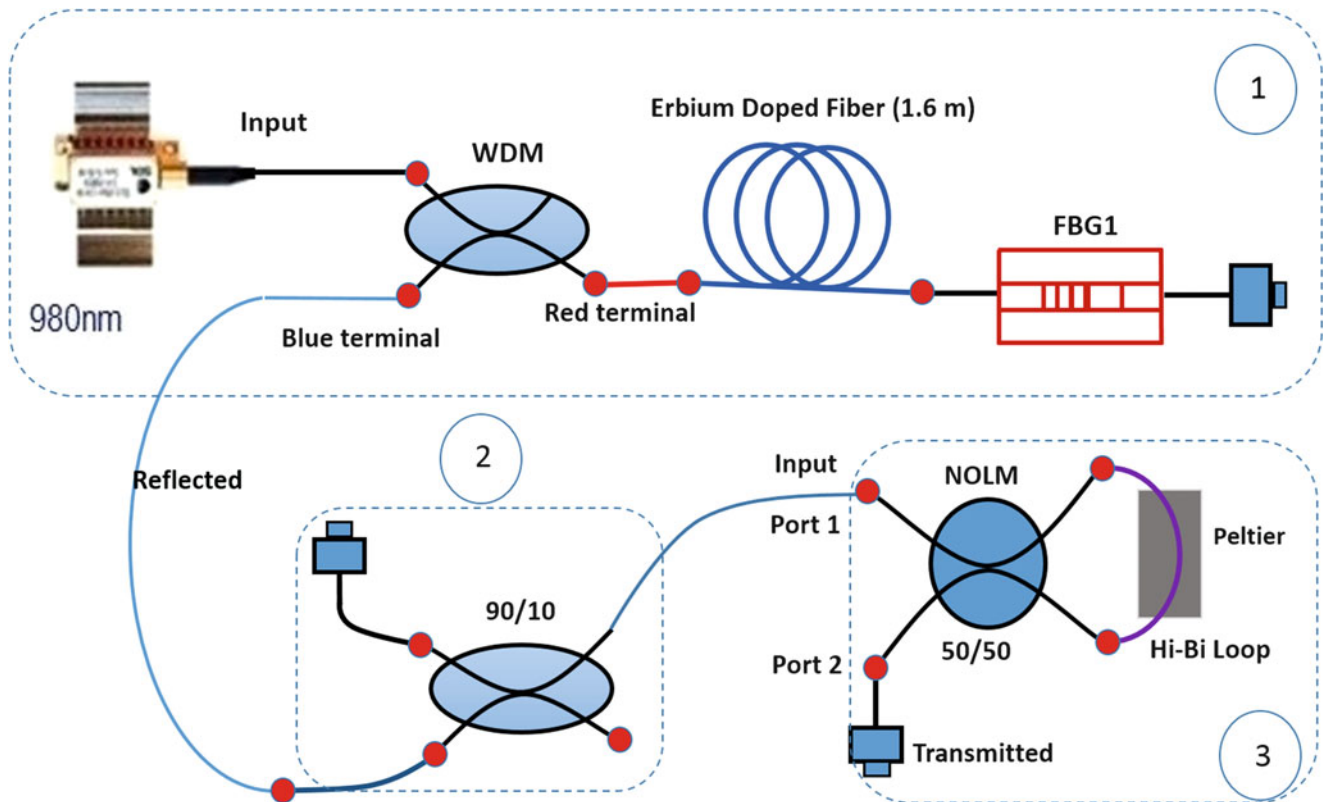 1
Input
WDM
Erbium Doped Fiber (1.6 m)
FBG1
980nm
Blue terminal
Red terminal
Reflected
2
90/10
Input
Port 1
NOLM
Peltier
50/50
Hi-Bi Loop
Port 2
Transmitted
3